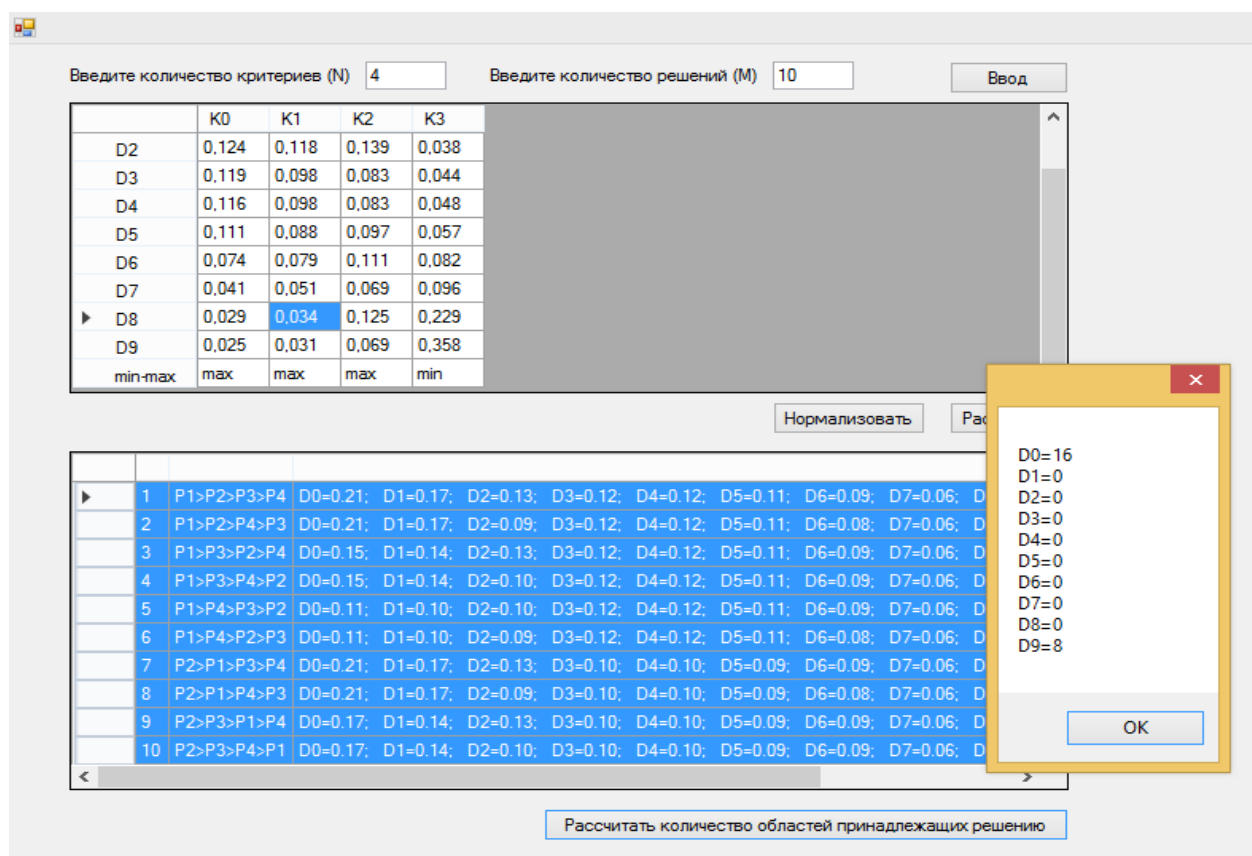 Введите количество критериев (N) 4 Введите количество решений (M) 10 Ввод
K0 K1 K2 K3
D2 0,124 0,118 0,139 0,038
D3 0,119 0,098 0,083 0,044
D4 0,116 0,098 0,083 0,048
D5 0,111 0,088 0,097 0,057
D6 0,074 0,079 0,111 0,082
D7 0,041 0,051 0,069 0,096
D8 0,029 0,034 0,125 0,229
D9 0,025 0,031 0,069 0,358
min-max max max max min
Нормализовать Рас
1 P1>P2>P3>P4 D0=0.21; D1=0.17; D2=0.13; D3=0.12; D4=0.12; D5=0.11; D6=0.09; D7=0.06; D
2 P1>P2>P4>P3 D0=0.21; D1=0.17; D2=0.09; D3=0.12; D4=0.12; D5=0.11; D6=0.08; D7=0.06; D
3 P1>P3>P2>P4 D0=0.15; D1=0.14; D2=0.13; D3=0.12; D4=0.12; D5=0.11; D6=0.09; D7=0.06; D
4 P1>P3>P4>P2 D0=0.15; D1=0.14; D2=0.10; D3=0.12; D4=0.12; D5=0.11; D6=0.09; D7=0.06; D
5 P1>P4>P3>P2 D0=0.11; D1=0.10; D2=0.10; D3=0.12; D4=0.12; D5=0.11; D6=0.09; D7=0.06; D
6 P1>P4>P2>P3 D0=0.11; D1=0.10; D2=0.09; D3=0.12; D4=0.12; D5=0.11; D6=0.08; D7=0.06; D
7 P2>P1>P3>P4 D0=0.21; D1=0.17; D2=0.13; D3=0.10; D4=0.10; D5=0.09; D6=0.09; D7=0.06; D
8 P2>P1>P4>P3 D0=0.21; D1=0.17; D2=0.09; D3=0.10; D4=0.10; D5=0.09; D6=0.08; D7=0.06; D
9 P2>P3>P1>P4 D0=0.17; D1=0.14; D2=0.13; D3=0.10; D4=0.10; D5=0.09; D6=0.09; D7=0.06; D
10 P2>P3>P4>P1 D0=0.17; D1=0.14; D2=0.10; D3=0.10; D4=0.10; D5=0.09; D6=0.09; D7=0.06; D
Рассчитать количество областей принадлежащих решению
D0=16
D1=0
D2=0
D3=0
D4=0
D5=0
D6=0
D7=0
D8=0
D9=8
OK